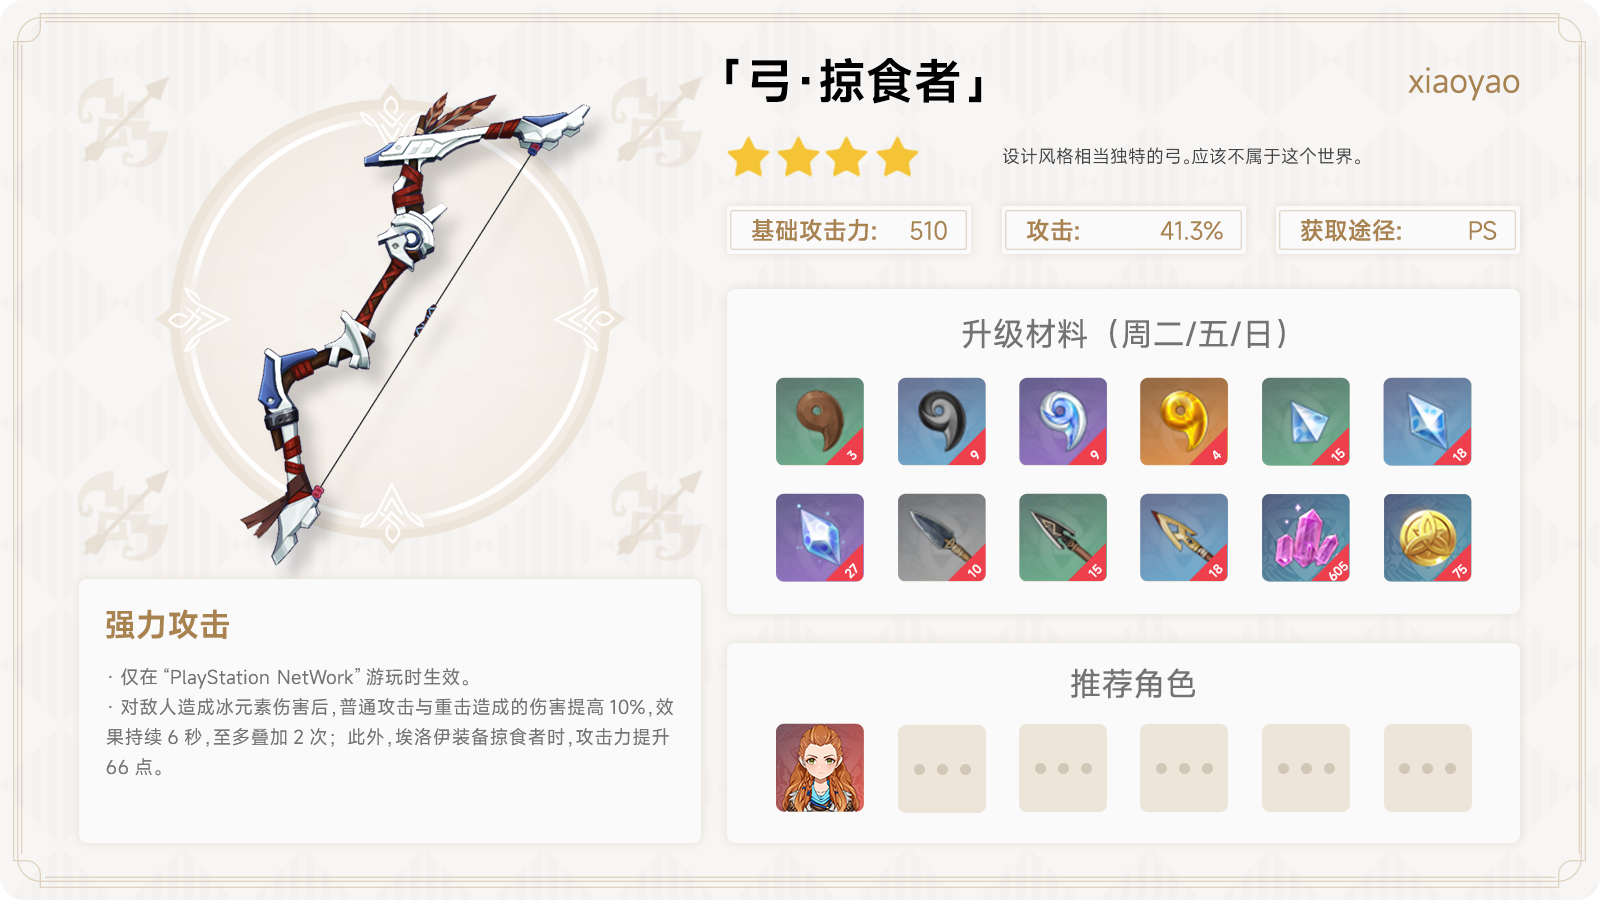 「弓·掠食者」
xiaoyao
设计风格相当独特的弓。应该不属于这个世界。
基础攻击力: 510
攻击: 41.3%
获取途径: PS
升级材料（周二/五/日）
3 9 9 4 15 18
27 10 15 18 605 75
强力攻击
· 仅在 “PlayStation NetWork” 游玩时生效。
· 对敌人造成冰元素伤害后,普通攻击与重击造成的伤害提高 10%,效
果持续 6 秒,至多叠加 2 次；此外,埃洛伊装备掠食者时,攻击力提升
66 点。
推荐角色